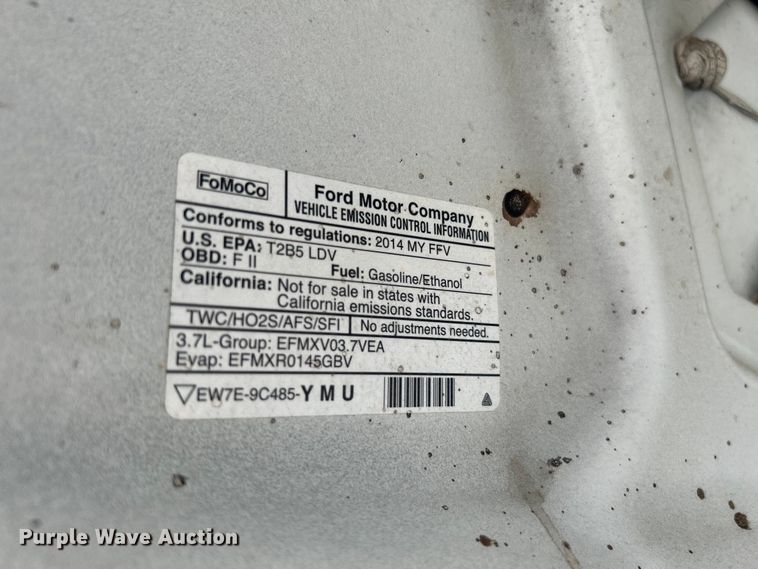 FoMoCo
Ford Motor Company
VEHICLE EMISSION CONTROL INFORMATION
Conforms to regulations: 2014 MY FFV
U.S. EPA: T2B5 LDV
OBD: F II Fuel: Gasoline/Ethanol
California: Not for sale in states with
California emissions standards.
TWC/HO2S/AFS/SFI No adjustments needed.
3.7L-Group: EFMXV03.7VEA
Evap: EFMXR0145GBV
EW7E-9C485-Y M U
Purple Wave Auction